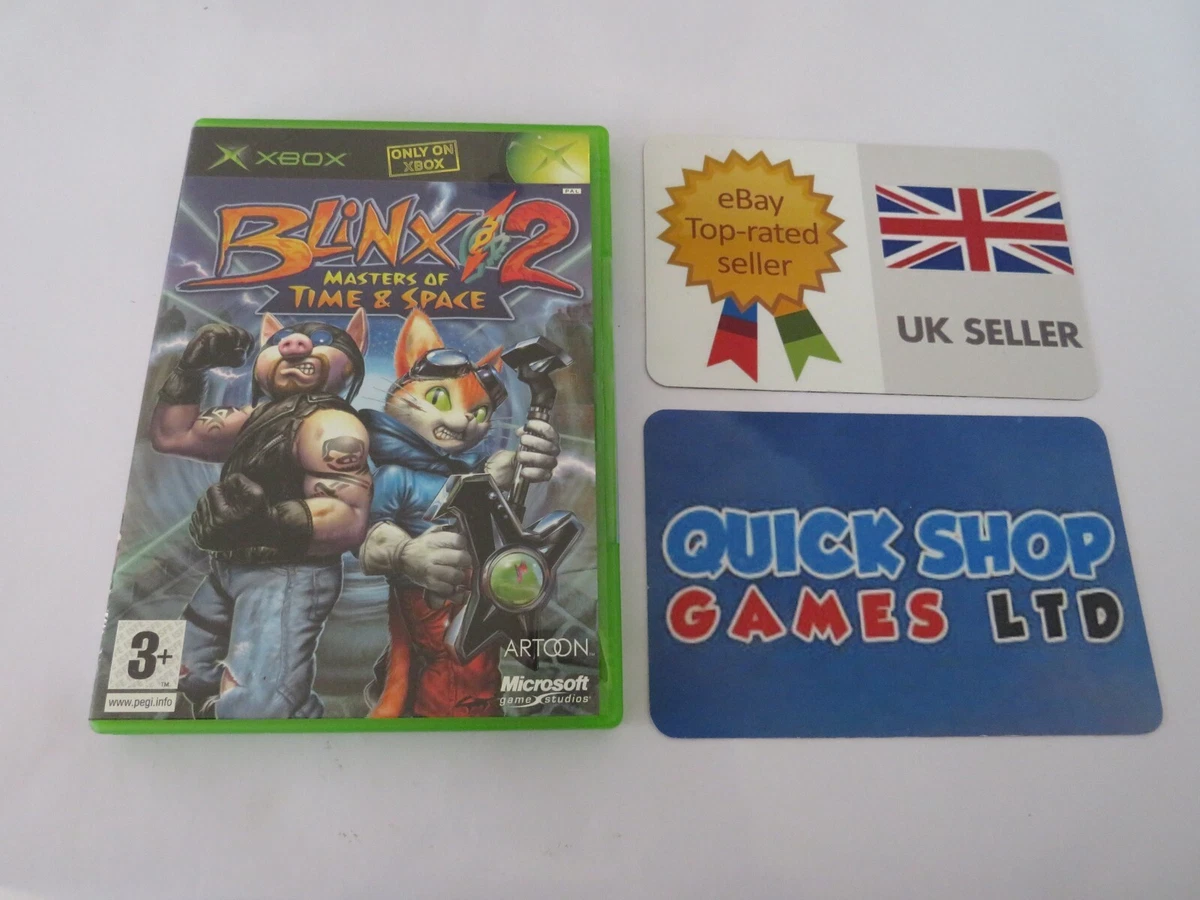 XBOX
ONLY ON
XBOX
PAL
BLiNX 2
MASTERS OF
TIME & SPACE
3+
TM
www.pegi.info
ARTOON
Microsoft
game studios
eBay
Top-rated
seller
UK SELLER
QUICK SHOP
GAMES LTD